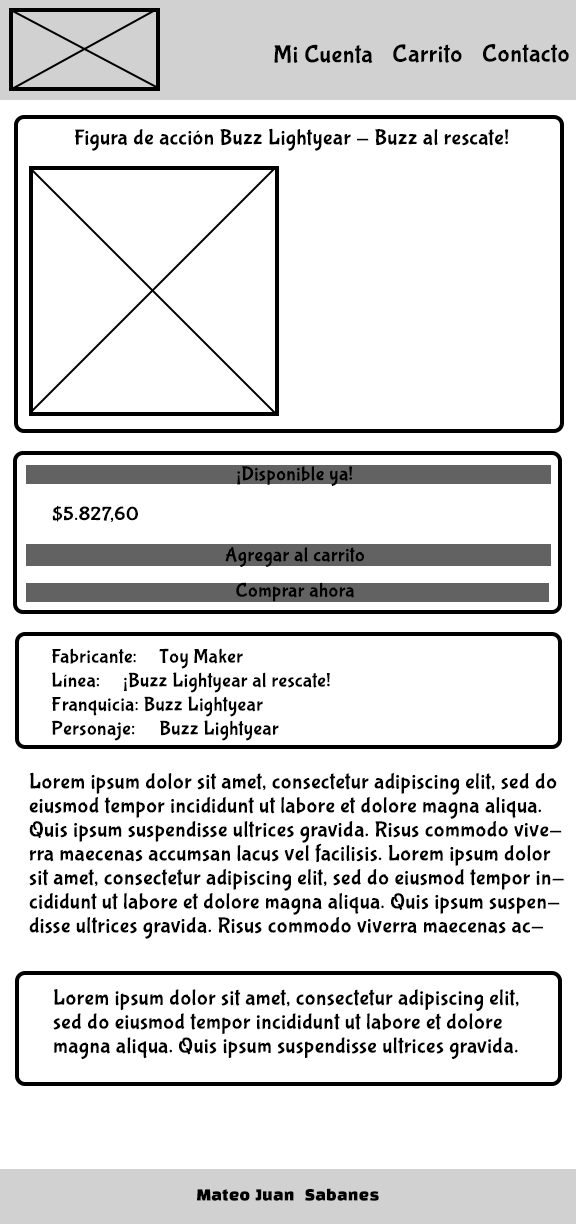 Mi Cuenta Carrito Contacto
Figura de acción Buzz Lightyear – Buzz al rescate!
¡Disponible ya!
$5.827,60
Agregar al carrito
Comprar ahora
Fabricante: Toy Maker
Línea: ¡Buzz Lightyear al rescate!
Franquicia: Buzz Lightyear
Personaje: Buzz Lightyear
Lorem ipsum dolor sit amet, consectetur adipiscing elit, sed do
eiusmod tempor incididunt ut labore et dolore magna aliqua.
Quis ipsum suspendisse ultrices gravida. Risus commodo vive–
rra maecenas accumsan lacus vel facilisis. Lorem ipsum dolor
sit amet, consectetur adipiscing elit, sed do eiusmod tempor in–
cididunt ut labore et dolore magna aliqua. Quis ipsum suspen–
disse ultrices gravida. Risus commodo viverra maecenas ac–
Lorem ipsum dolor sit amet, consectetur adipiscing elit,
sed do eiusmod tempor incididunt ut labore et dolore
magna aliqua. Quis ipsum suspendisse ultrices gravida.
Mateo Juan Sabanes